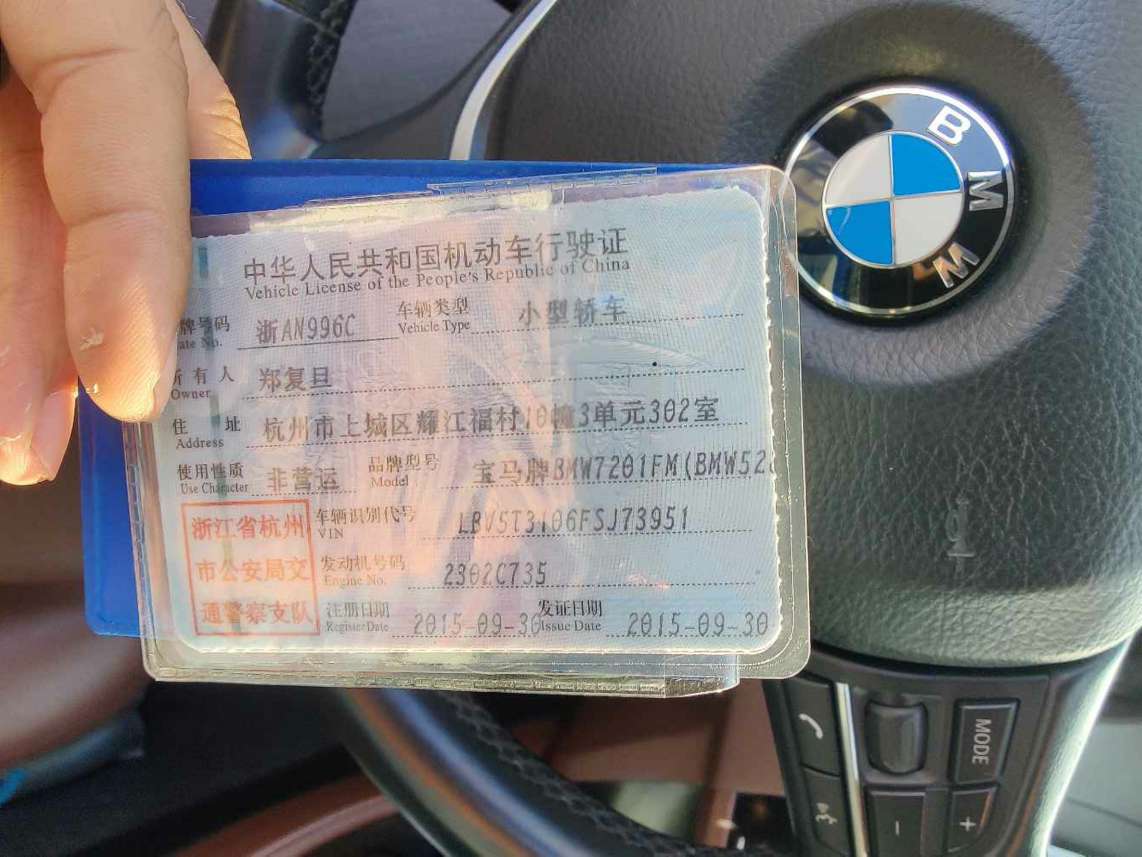 中华人民共和国机动车行驶证
Vehicle License of the People's Republic of China
牌号码 浙AN996C 车辆类型 小型轿车
ate No. Vehicle Type
所有人 郑复旦
Owner
住 址 杭州市上城区耀江福村10幢3单元302室
Address
使用性质 非营运 品牌型号 宝马牌BMW7201FM(BMW52
Use Character Model
浙江省杭州
市公安局交
通警察支队
车辆识别代号 LBV5T3106FSJ73951
VIN
发动机号码 2302C735
Engine No.
注册日期 2015-09-30 发证日期 2015-09-30
Register Date Issue Date
BMW
MODE
+
-